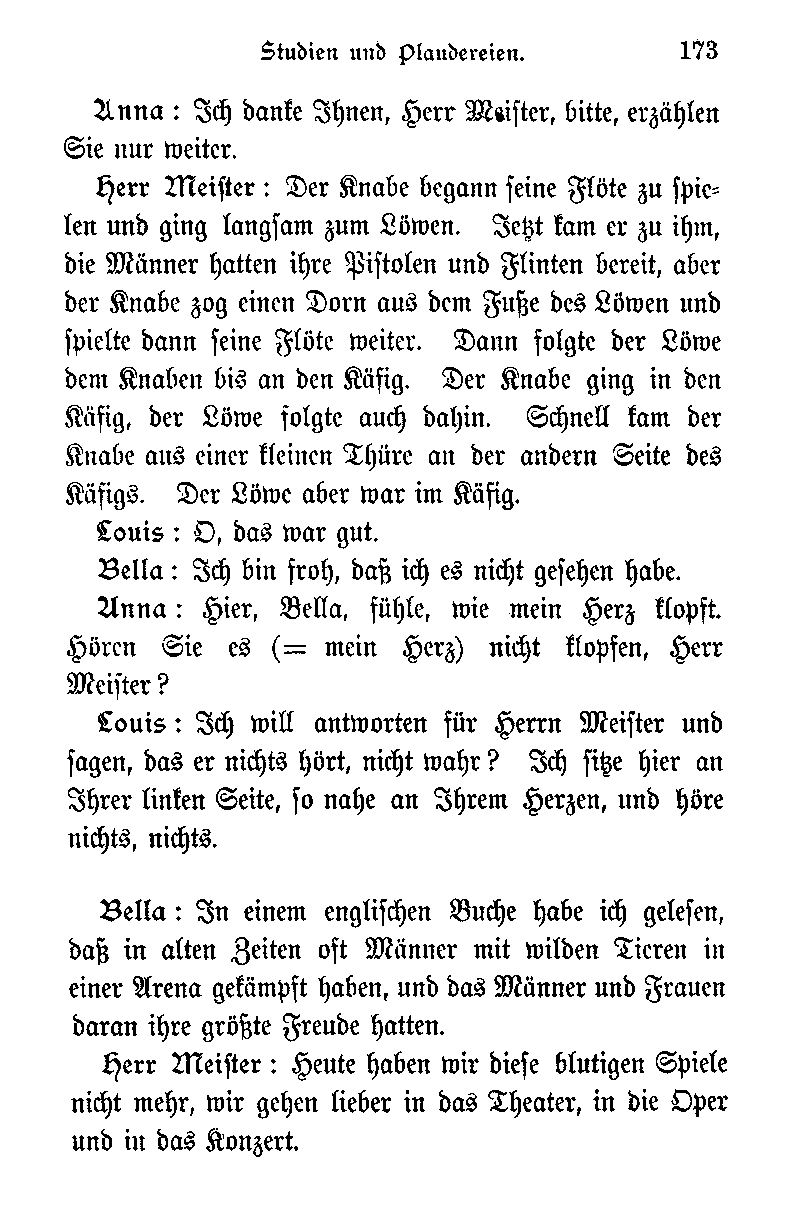 Studien und Plaudereien. 173
Anna: Ich danke Ihnen, Herr Meister, bitte, erzählen
Sie nur weiter.
Herr Meister: Der Knabe begann seine Flöte zu spie-
len und ging langsam zum Löwen. Jetzt kam er zu ihm,
die Männer hatten ihre Pistolen und Flinten bereit, aber
der Knabe zog einen Dorn aus dem Fuße des Löwen und
spielte dann seine Flöte weiter. Dann folgte der Löwe
dem Knaben bis an den Käfig. Der Knabe ging in den
Käfig, der Löwe folgte auch dahin. Schnell kam der
Knabe aus einer kleinen Thüre an der andern Seite des
Käfigs. Der Löwe aber war im Käfig.
Louis: O, das war gut.
Bella: Ich bin froh, daß ich es nicht gesehen habe.
Anna: Hier, Bella, fühle, wie mein Herz klopft.
Hören Sie es (= mein Herz) nicht klopfen, Herr
Meister?
Louis: Ich will antworten für Herrn Meister und
sagen, das er nichts hört, nicht wahr? Ich sitze hier an
Ihrer linken Seite, so nahe an Ihrem Herzen, und höre
nichts, nichts.
Bella: In einem englischen Buche habe ich gelesen,
daß in alten Zeiten oft Männer mit wilden Tieren in
einer Arena gekämpft haben, und das Männer und Frauen
daran ihre größte Freude hatten.
Herr Meister: Heute haben wir diese blutigen Spiele
nicht mehr, wir gehen lieber in das Theater, in die Oper
und in das Konzert.